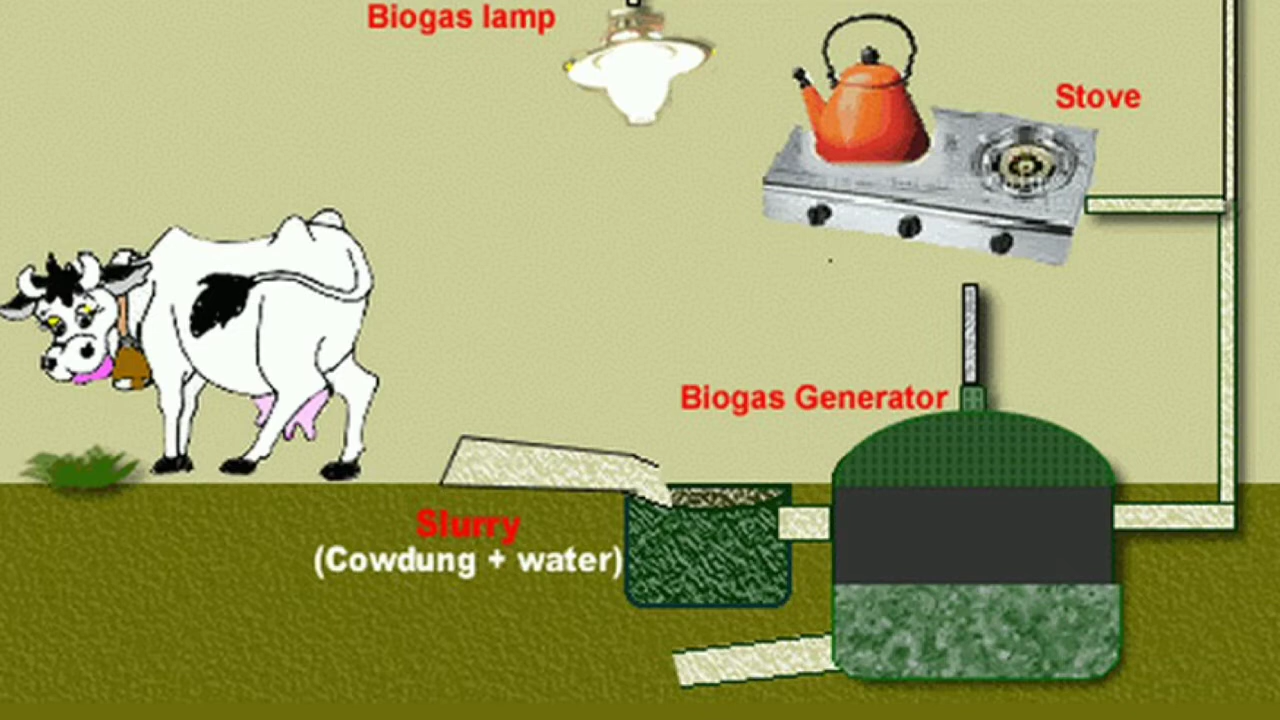 Biogas lamp
Stove
Biogas Generator
Slurry
(Cowdung + water)